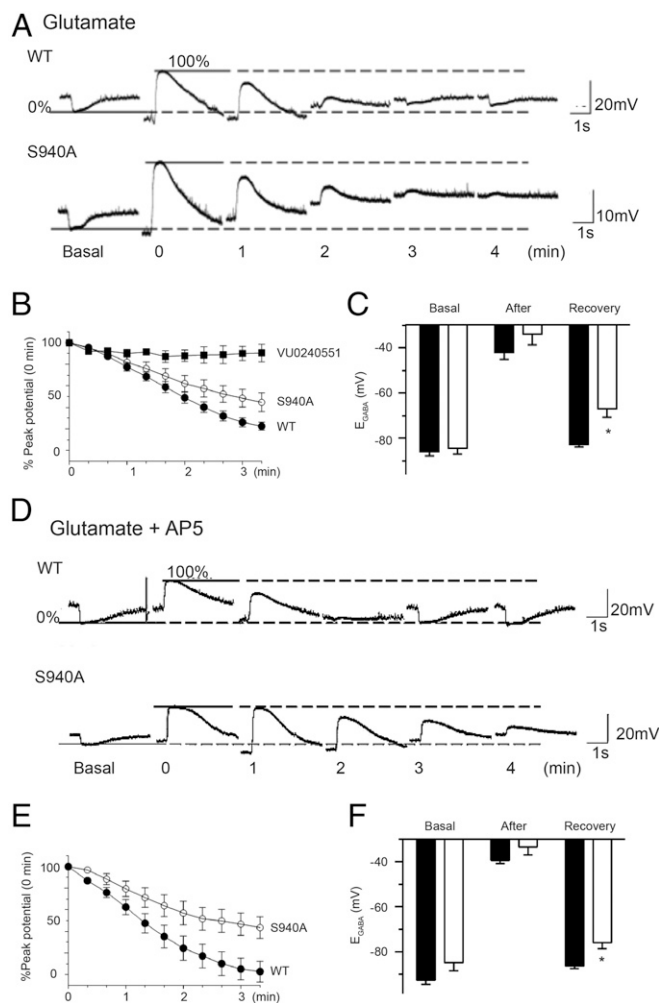 A Glutamate
WT
100%
0%
20mV
1s
S940A
10mV
1s
Basal 0 1 2 3 4 (min)
B
% Peak potential (0 min)
100
50
0
VU0240551
S940A
WT
0 1 2 3 (min)
C
Basal After Recovery
EGABA (mV)
-40
-60
-80
*
D
Glutamate + AP5
WT
100%
0%
20mV
1s
S940A
20mV
1s
Basal 0 1 2 3 4 (min)
E
%Peak potential (0 min)
100
50
0
S940A
WT
0 1 2 3 (min)
F
Basal After Recovery
EGABA (mV)
-40
-60
-80
*